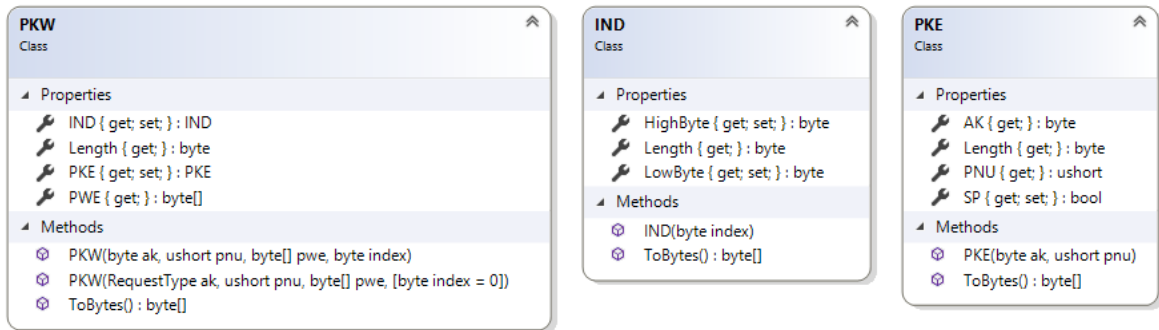 PKW
Class
Properties
IND { get; set; } : IND
Length { get; } : byte
PKE { get; set; } : PKE
PWE { get; } : byte[]
Methods
PKW(byte ak, ushort pnu, byte[] pwe, byte index)
PKW(RequestType ak, ushort pnu, byte[] pwe, [byte index = 0])
ToBytes() : byte[]
IND
Class
Properties
HighByte { get; set; } : byte
Length { get; } : byte
LowByte { get; set; } : byte
Methods
IND(byte index)
ToBytes() : byte[]
PKE
Class
Properties
AK { get; } : byte
Length { get; } : byte
PNU { get; } : ushort
SP { get; set; } : bool
Methods
PKE(byte ak, ushort pnu)
ToBytes() : byte[]